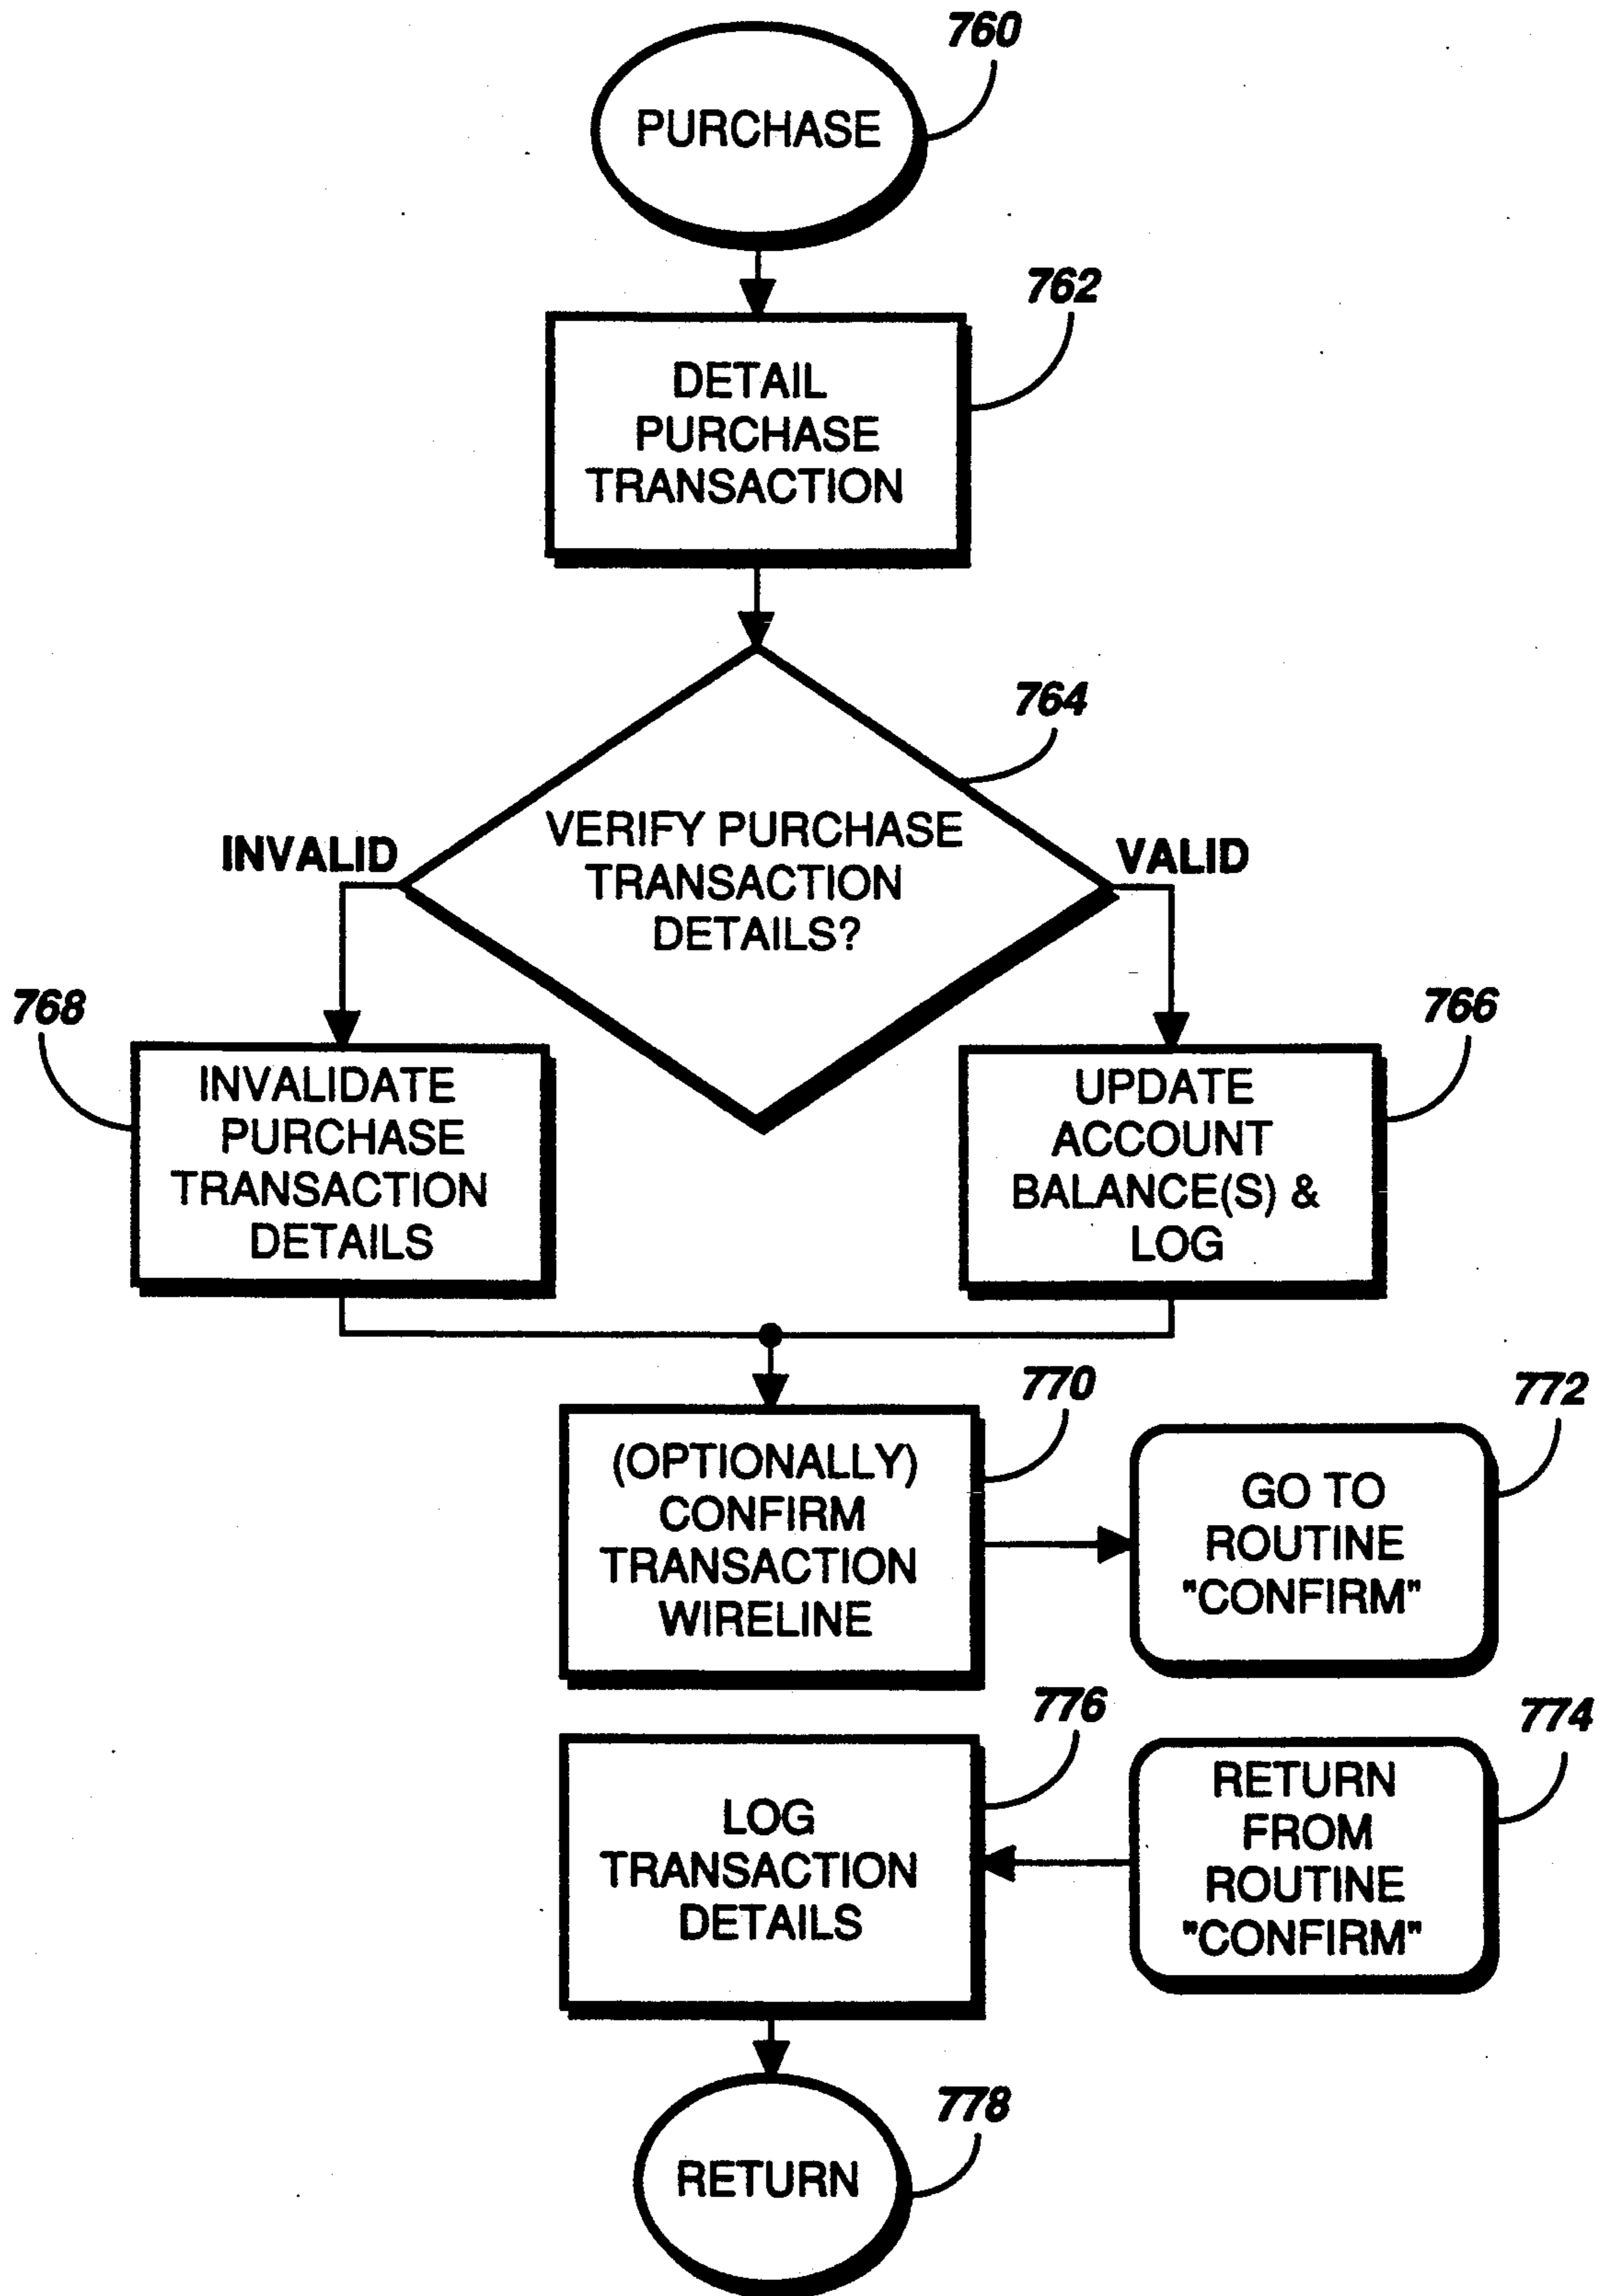 760
PURCHASE
762
DETAIL
PURCHASE
TRANSACTION
764
INVALID
VERIFY PURCHASE
TRANSACTION
DETAILS?
VALID
768
766
INVALIDATE
PURCHASE
TRANSACTION
DETAILS
UPDATE
ACCOUNT
BALANCE(S) &
LOG
770
772
(OPTIONALLY)
CONFIRM
TRANSACTION
WIRELINE
GO TO
ROUTINE
"CONFIRM"
776
774
LOG
TRANSACTION
DETAILS
RETURN
FROM
ROUTINE
"CONFIRM"
778
RETURN